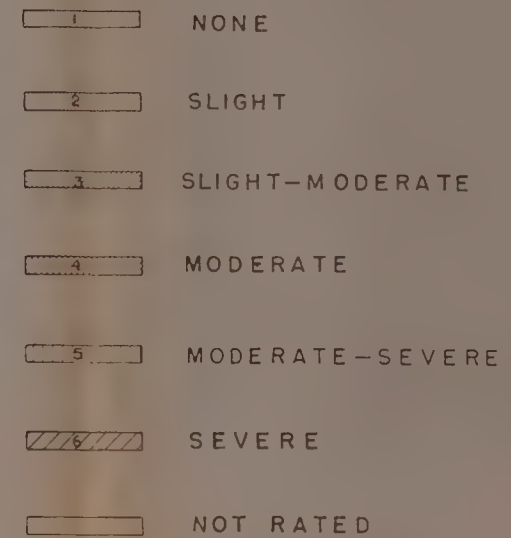 1 NONE
2 SLIGHT
3 SLIGHT-MODERATE
4 MODERATE
5 MODERATE-SEVERE
6 SEVERE
NOT RATED